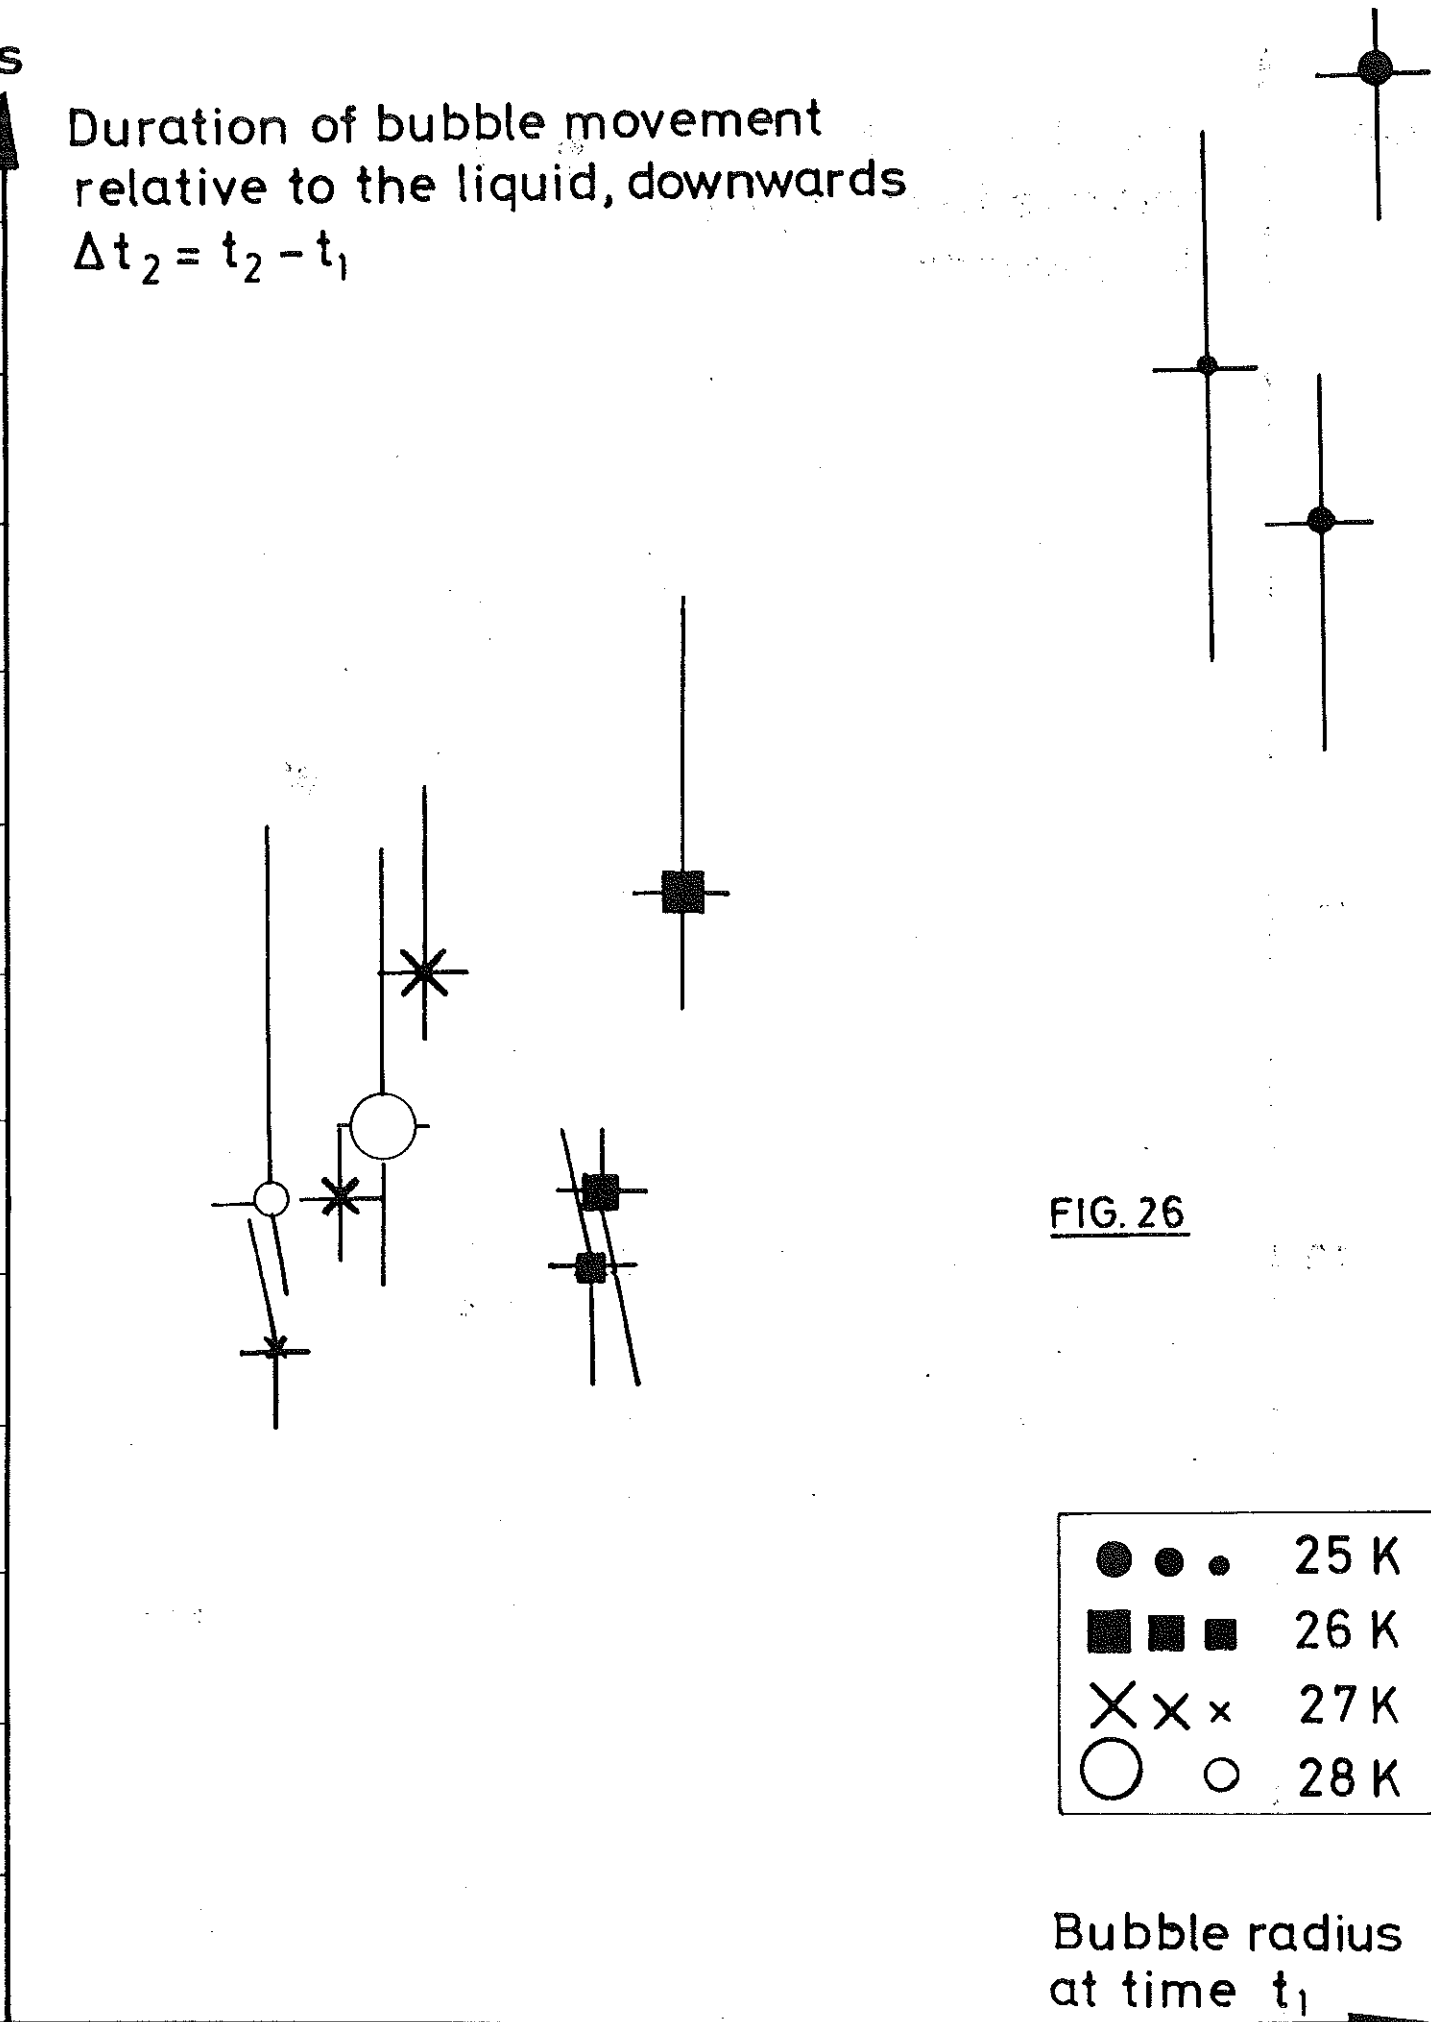 s
Duration of bubble movement
relative to the liquid, downwards
Δt₂ = t₂ – t₁
FIG. 26
25 K
26 K
27 K
28 K
Bubble radius
at time t₁